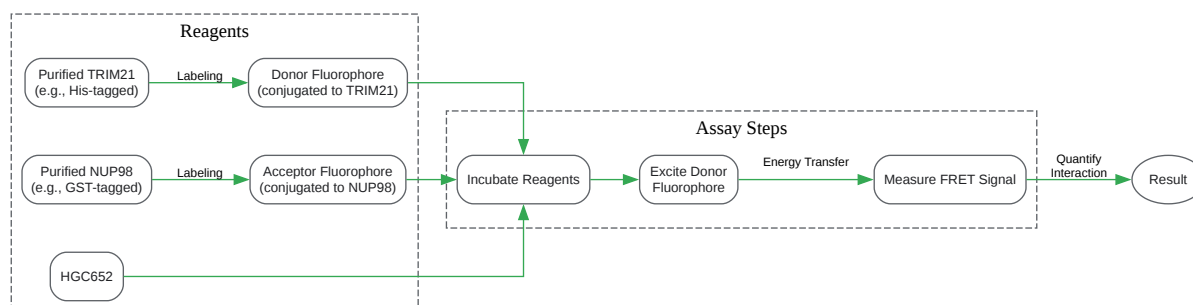 Reagents
Purified TRIM21
(e.g., His-tagged)
Labeling
Donor Fluorophore
(conjugated to TRIM21)
Purified NUP98
(e.g., GST-tagged)
Labeling
Acceptor Fluorophore
(conjugated to NUP98)
HGC652
Assay Steps
Incubate Reagents
Excite Donor
Fluorophore
Energy Transfer
Measure FRET Signal
Quantify
Interaction
Result